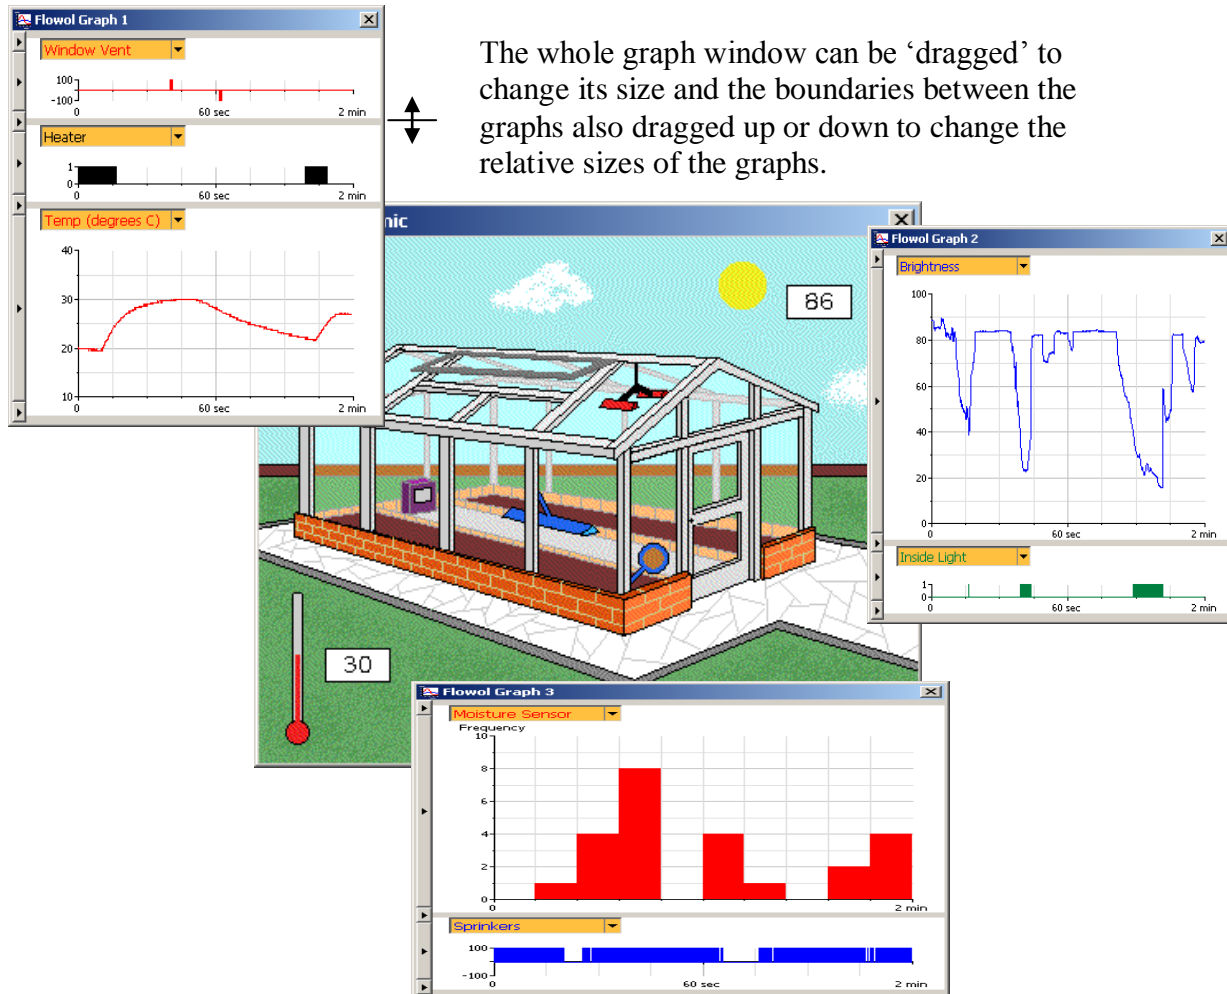 Flowol Graph 1
Window Vent
100
-100
0 60 sec 2 min
Heater
1
0
0 60 sec 2 min
Temp (degrees C)
40
30
20
10
0 60 sec 2 min
The whole graph window can be ‘dragged’ to
change its size and the boundaries between the
graphs also dragged up or down to change the
relative sizes of the graphs.
nic
86
30
Flowol Graph 2
Brightness
100
80
60
40
20
0
0 60 sec 2 min
Inside Light
1
0
0 60 sec 2 min
Flowol Graph 3
Moisture Sensor
Frequency
10
8
6
4
2
0
0 2 min
Sprinkers
100
-100
0 60 sec 2 min